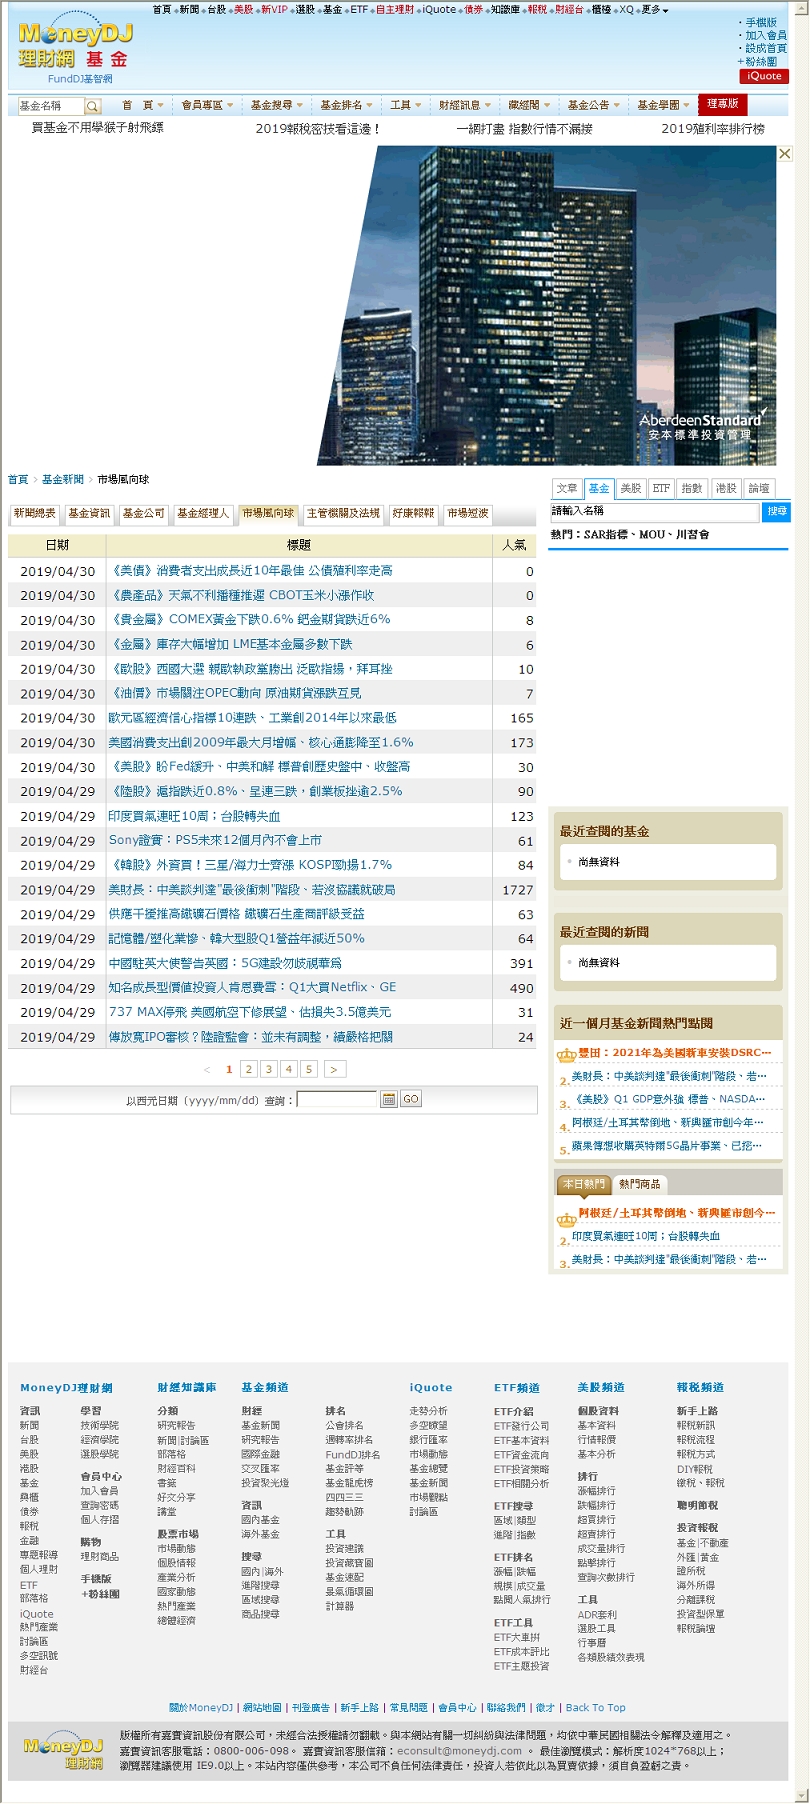 首頁 新聞 台股 美股 新VIP 選股 基金 ETF 自主理財 iQuote 債券 知識庫 報稅 財經台 櫃檯 XQ 更多
MoneyDJ
理財網 基金
FundDJ基智網
・手機版
・加入會員
・設成首頁
+粉絲團
iQuote
基金名稱
首 頁 會員專區 基金搜尋 基金排名 工具 財經訊息 藏經閣 基金公告 基金學園 理專版
買基金不用學猴子射飛鏢 2019報稅密技看這邊! 一網打盡 指數行情不漏接 2019殖利率排行榜
AberdeenStandard
安本標準投資管理
首頁 > 基金新聞 > 市場風向球
新聞總表 基金資訊 基金公司 基金經理人 市場風向球 主管機關及法規 好康報報 市場短波
日期 標題 人氣
2019/04/30 《美債》消費者支出成長近10年最佳 公債殖利率走高 0
2019/04/30 《農產品》天氣不利播種推遲 CBOT玉米小漲作收 0
2019/04/30 《貴金屬》COMEX黃金下跌0.6% 鈀金期貨跌近6% 8
2019/04/30 《金屬》庫存大幅增加 LME基本金屬多數下跌 6
2019/04/30 《歐股》西國大選 親歐執政黨勝出 泛歐指揚，拜耳挫 10
2019/04/30 《油價》市場關注OPEC動向 原油期貨漲跌互見 7
2019/04/30 歐元區經濟信心指標10連跌、工業創2014年以來最低 165
2019/04/30 美國消費支出創2009年最大月增幅、核心通膨降至1.6% 173
2019/04/30 《美股》盼Fed緩升、中美和解 標普創歷史盤中、收盤高 30
2019/04/29 《陸股》滬指跌近0.8%、呈連三跌，創業板挫逾2.5% 90
2019/04/29 印度買氣連旺10周；台股轉失血 123
2019/04/29 Sony證實：PS5未來12個月內不會上市 61
2019/04/29 《韓股》外資買！三星/海力士齊漲 KOSPI勁揚1.7% 84
2019/04/29 美財長：中美談判達"最後衝刺"階段、若沒協議就破局 1727
2019/04/29 供應干擾推高鐵礦石價格 鐵礦石生產商評級受益 63
2019/04/29 記憶體/塑化業慘、韓大型股Q1營益年減近50% 64
2019/04/29 中國駐英大使警告英國：5G建設勿歧視華為 391
2019/04/29 知名成長型價值投資人肯恩費雪：Q1大買Netflix、GE 490
2019/04/29 737 MAX停飛 美國航空下修展望、估損失3.5億美元 31
2019/04/29 傳放寬IPO審核？陸證監會：並未有調整，續嚴格把關 24
< 1 2 3 4 5 >
以西元日期（yyyy/mm/dd）查詢： GO
文章 基金 美股 ETF 指數 港股 論壇
請輸入名稱 搜尋
熱門：SAR指標、MOU、川習會
最近查閱的基金
尚無資料
最近查閱的新聞
尚無資料
近一個月基金新聞熱門點閱
豐田：2021年為美國新車安裝DSRC…
2. 美財長：中美談判達"最後衝刺"階段、若…
3. 《美股》Q1 GDP意外強 標普、NASDA…
4. 阿根廷/土耳其幣倒地、新興匯市創今年…
5. 蘋果傳想收購英特爾5G晶片事業、已挖…
本日熱門 熱門商品
阿根廷/土耳其幣倒地、新興匯市創今…
2. 印度買氣連旺10周；台股轉失血
3. 美財長：中美談判達"最後衝刺"階段、若…
MoneyDJ理財網
資訊
新聞
台股
美股
港股
基金
興櫃
債券
報稅
金融
專題報導
個人理財
ETF
部落格
iQuote
熱門產業
討論區
多空訊號
財經台
學習
技術學院
經濟學院
選股學院
會員中心
加入會員
查詢密碼
個人存摺
購物
理財商品
手機版
+粉絲團
財經知識庫
分類
研究報告
新聞|討論區
部落格
財經百科
書籤
好文分享
講堂
股票市場
市場動態
個股情報
產業分析
國家動態
熱門產業
總體經濟
基金頻道
財經
基金新聞
研究報告
國際金融
交叉匯率
投資聚光燈
資訊
國內基金
海外基金
搜尋
國內|海外
進階搜尋
區域搜尋
商品搜尋
排名
公會排名
週轉率排名
FundDJ排名
基金評等
基金龍虎榜
四四三三
趨勢軌跡
工具
投資建議
投資藏寶圖
基金速配
景氣循環圖
計算器
iQuote
走勢分析
多空瞭望
銀行匯率
市場動態
基金總覽
基金新聞
市場觀點
討論區
ETF頻道
ETF介紹
ETF發行公司
ETF基本資料
ETF資金流向
ETF投資策略
ETF相關分析
ETF搜尋
區域|類型
進階|指數
ETF排名
漲幅|跌幅
規模|成交量
點閱人氣排行
ETF工具
ETF大車拚
ETF成本評比
ETF主題投資
美股頻道
個股資料
基本資料
行情報價
基本分析
排行
漲幅排行
跌幅排行
超買排行
超賣排行
成交量排行
點擊排行
查詢次數排行
工具
ADR套利
選股工具
行事曆
各類股績效表現
報稅頻道
新手上路
報稅新訊
報稅流程
報稅方式
DIY報稅
繳稅、報稅
聰明節稅
投資報稅
基金|不動產
外匯|黃金
證所稅
海外所得
分離課稅
投資型保單
報稅論壇
關於MoneyDJ | 網站地圖 | 刊登廣告 | 新手上路 | 常見問題 | 會員中心 | 聯絡我們 | 徵才 | Back To Top
MoneyDJ
理財網
版權所有嘉實資訊股份有限公司，未經合法授權請勿翻載。與本網站有關一切糾紛與法律問題，均依中華民國相關法令解釋及適用之。
嘉實資訊客服電話：0800-006-098。 嘉實資訊客服信箱：econsult@moneydj.com 。 最佳瀏覽模式：解析度1024*768以上；
瀏覽器建議使用 IE9.0以上。本站內容僅供參考，本公司不負任何法律責任，投資人若依此以為買賣依據，須自負盈虧之責。